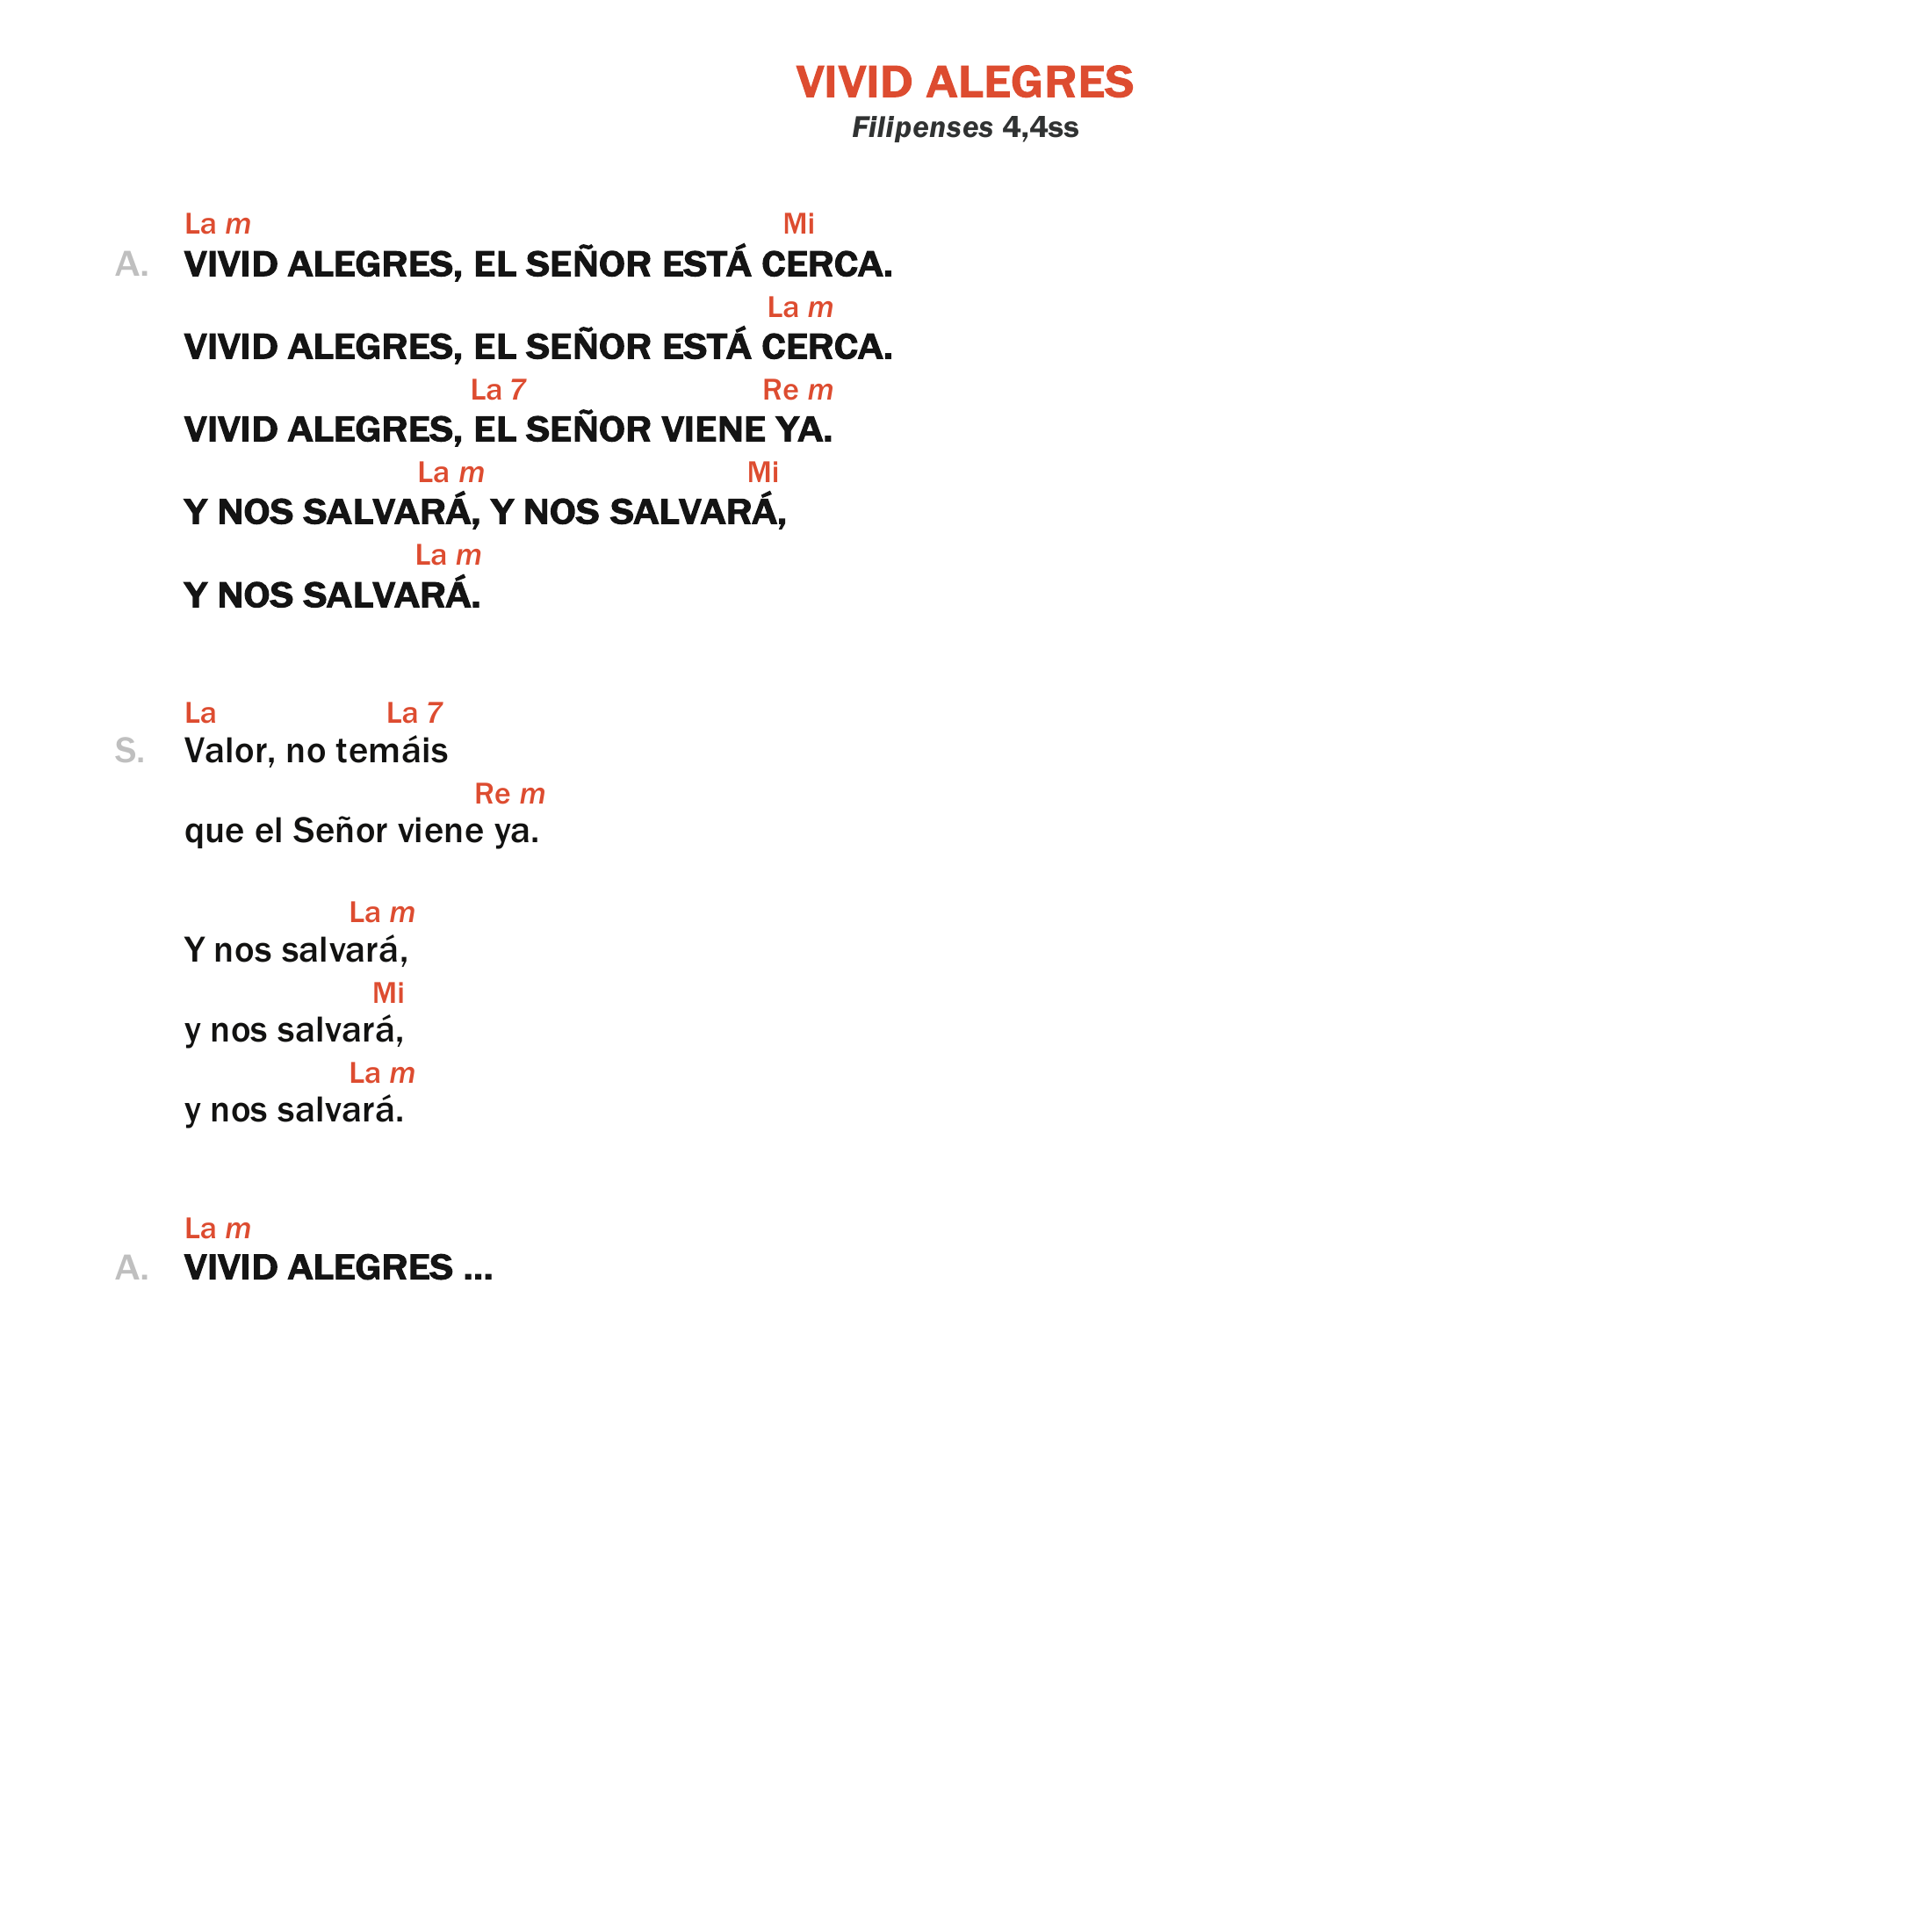 VIVID ALEGRES
Filipenses 4,4ss
La m Mi
A. VIVID ALEGRES, EL SEÑOR ESTÁ CERCA.
La m
VIVID ALEGRES, EL SEÑOR ESTÁ CERCA.
La 7 Re m
VIVID ALEGRES, EL SEÑOR VIENE YA.
La m Mi
Y NOS SALVARÁ, Y NOS SALVARÁ,
La m
Y NOS SALVARÁ.
La La 7
S. Valor, no temáis
Re m
que el Señor viene ya.
La m
Y nos salvará,
Mi
y nos salvará,
La m
y nos salvará.
La m
A. VIVID ALEGRES ...